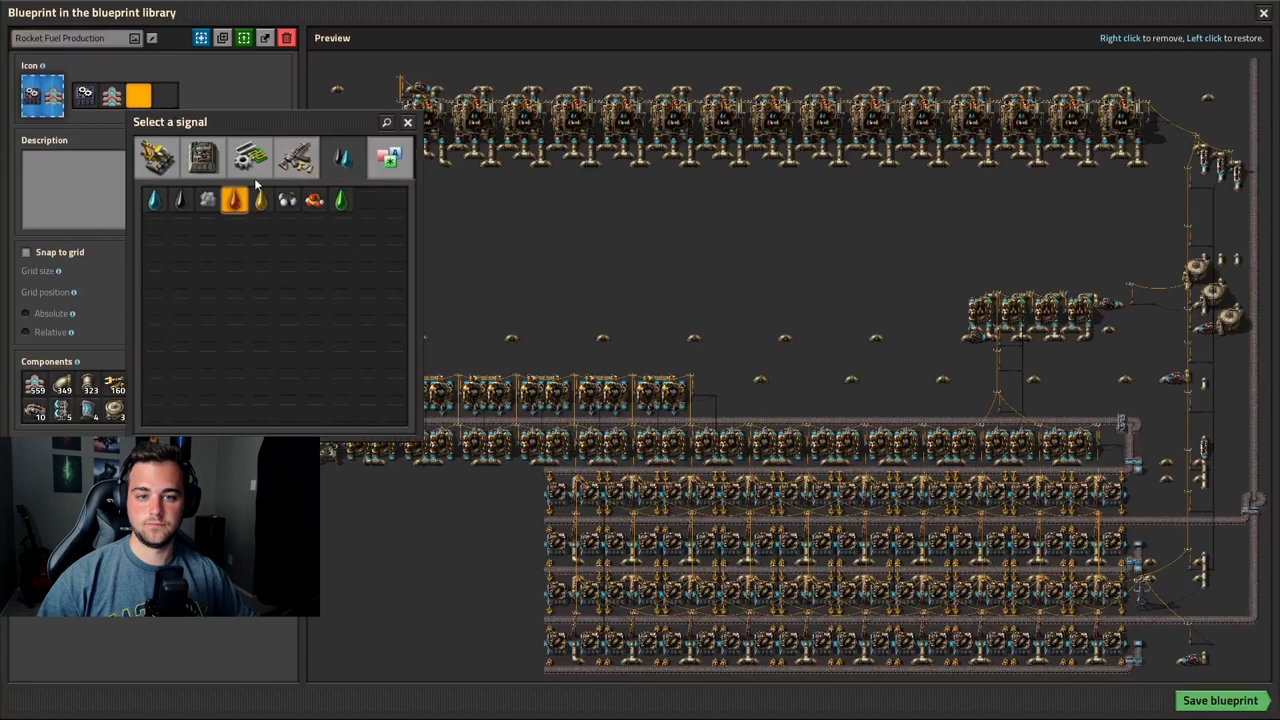 Blueprint in the blueprint library
Rocket Fuel Production
Preview
Right click to remove, Left click to restore.
Icon
Select a signal
Description
Snap to grid
Grid size
Grid position
Absolute
Relative
Components
559 349 323 160
10 5 4 3
Save blueprint